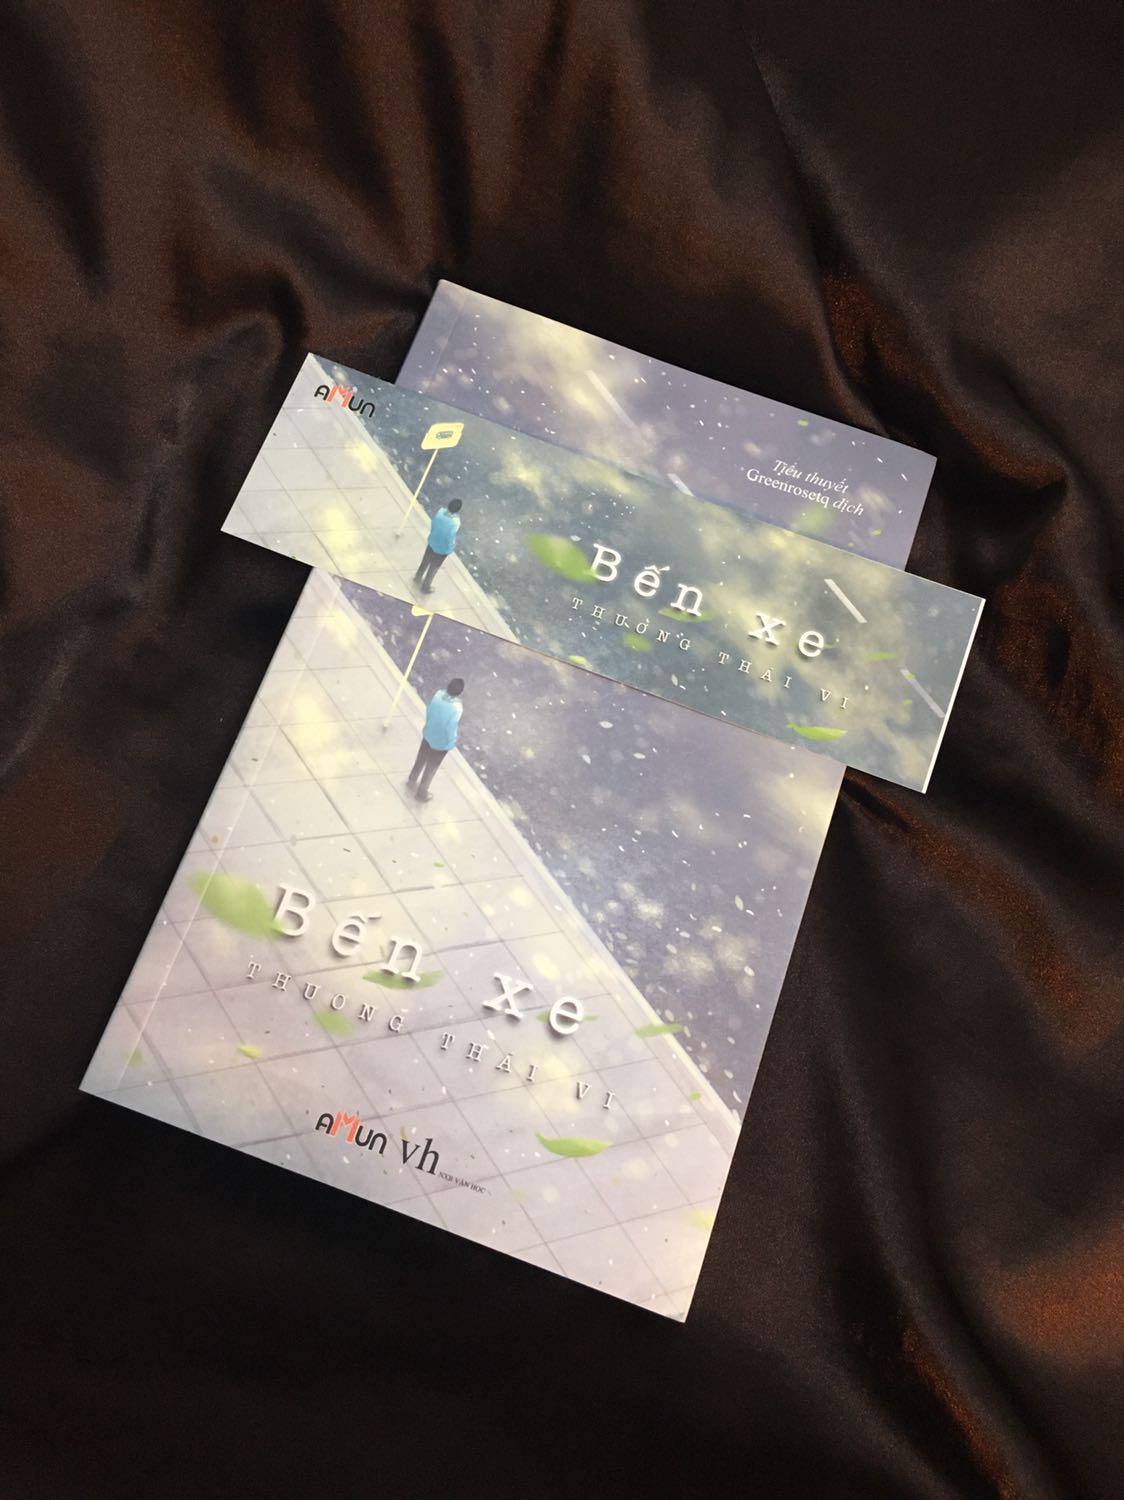 Tiểu thuyết
Greenrosetq dịch
AMUN
Bến xe
THƯƠNG THÁI VI
Bến xe
THƯƠNG THÁI VI
AMUN vh
NXB VĂN HỌC